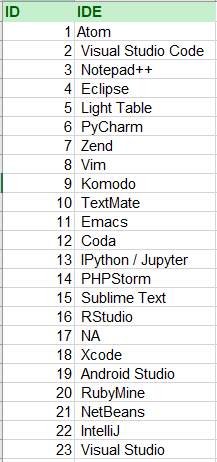 ID IDE
1 Atom
2 Visual Studio Code
3 Notepad++
4 Eclipse
5 Light Table
6 PyCharm
7 Zend
8 Vim
9 Komodo
10 TextMate
11 Emacs
12 Coda
13 IPython / Jupyter
14 PHPStorm
15 Sublime Text
16 RStudio
17 NA
18 Xcode
19 Android Studio
20 RubyMine
21 NetBeans
22 IntelliJ
23 Visual Studio